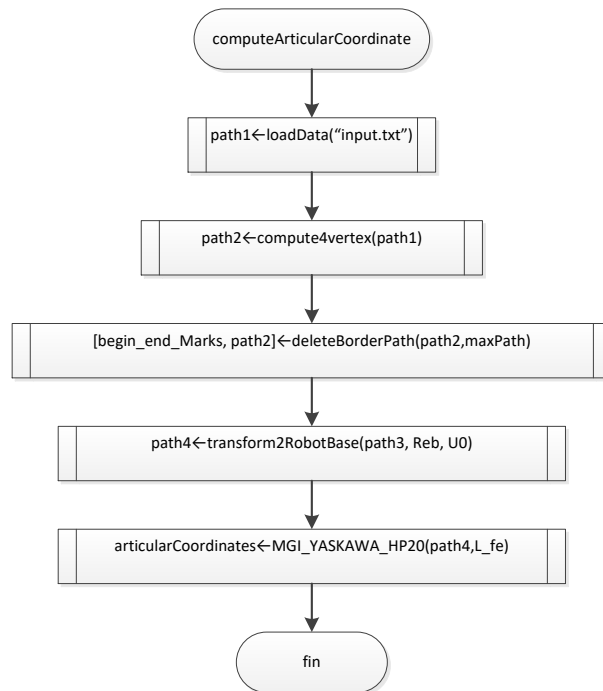 computeArticularCoordinate
path1←loadData(“input.txt”)
path2←compute4vertex(path1)
[begin_end_Marks, path2]←deleteBorderPath(path2,maxPath)
path4←transform2RobotBase(path3, Reb, U0)
articularCoordinates←MGI_YASKAWA_HP20(path4,L_fe)
fin